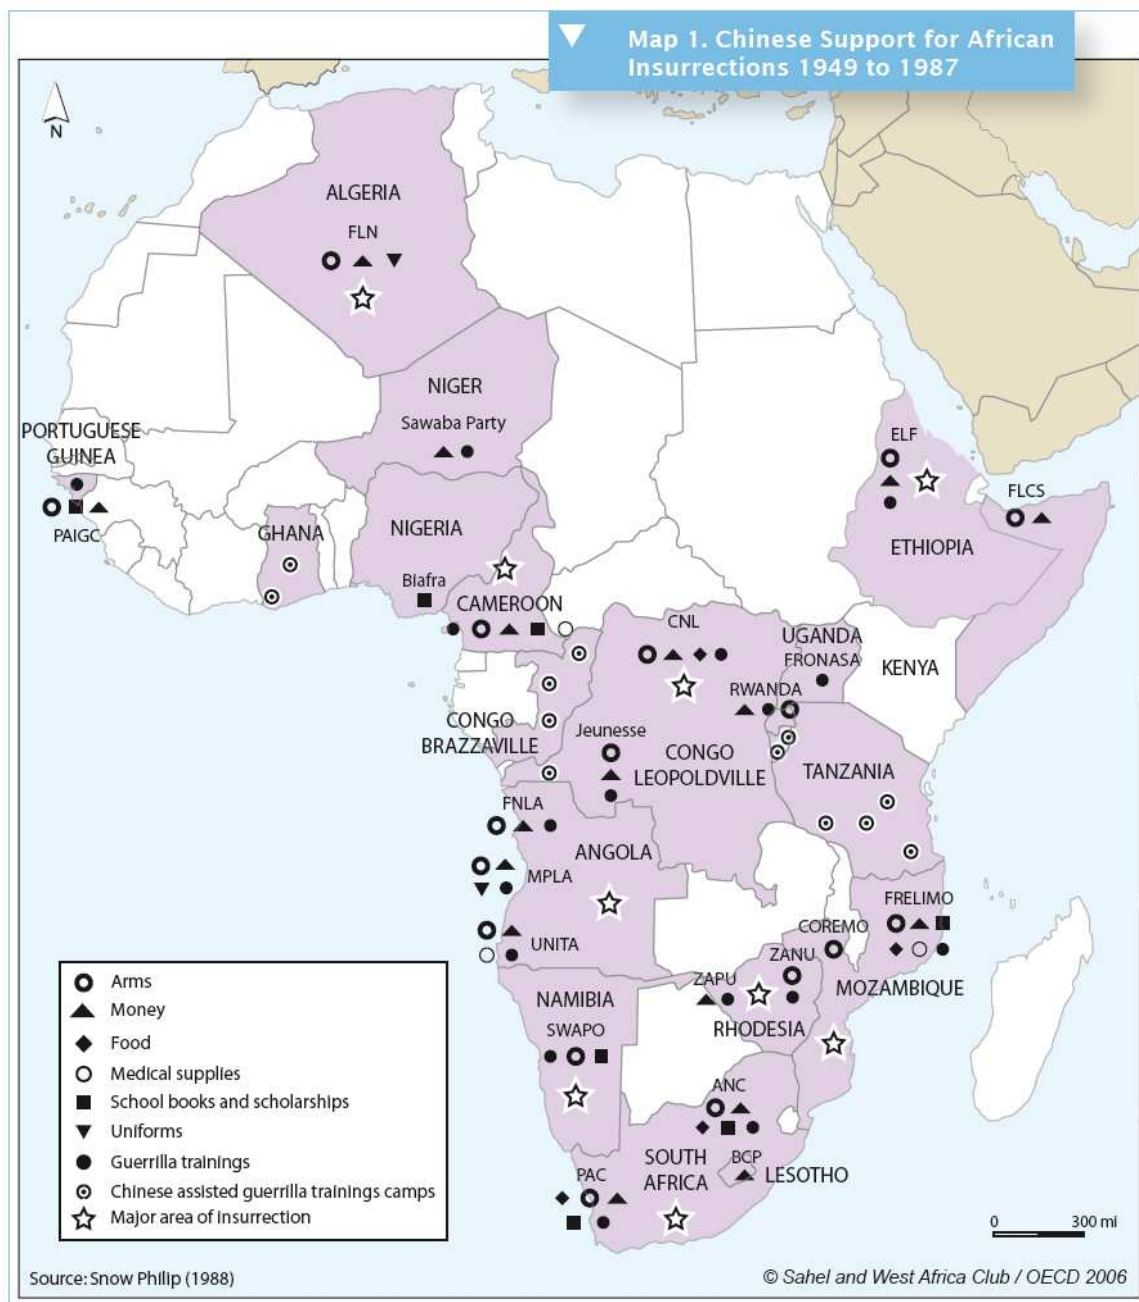 Map 1. Chinese Support for African
Insurrections 1949 to 1987
N
ALGERIA
FLN
NIGER
Sawaba Party
PORTUGUESE
GUINEA
PAIGC
GHANA
NIGERIA
Biafra
CAMEROON
ELF
FLCS
ETHIOPIA
CNL
UGANDA
FRONASA
KENYA
RWANDA
CONGO
BRAZZAVILLE
Jeunesse
CONGO
LEOPOLDVILLE
TANZANIA
FNLA
ANGOLA
MPLA
UNITA
FRELIMO
COREMO
ZANU
MOZAMBIQUE
ZAPU
RHODESIA
NAMIBIA
SWAPO
ANC
SOUTH
AFRICA
BCP
LESOTHO
PAC
Arms
Money
Food
Medical supplies
School books and scholarships
Uniforms
Guerrilla trainings
Chinese assisted guerrilla trainings camps
Major area of insurrection
0 300 mi
Source: Snow Philip (1988)
© Sahel and West Africa Club / OECD 2006